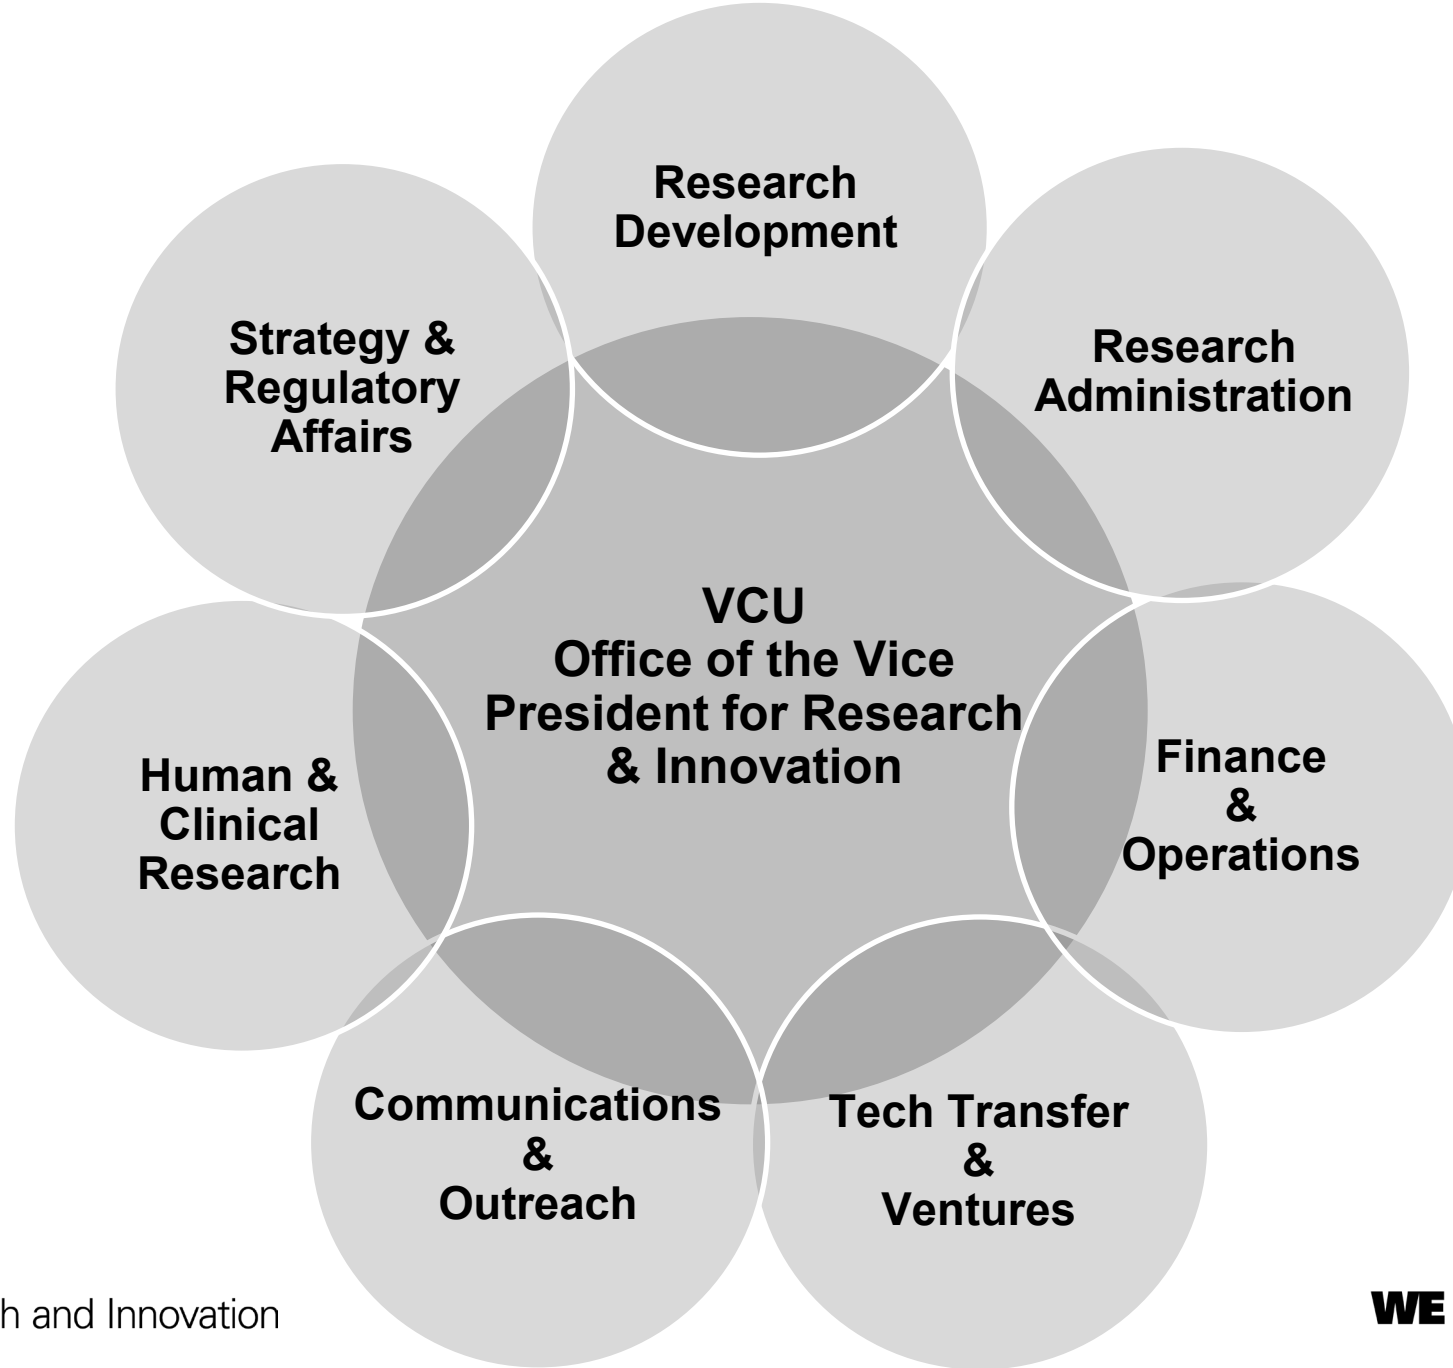 Research
Development
Strategy &
Regulatory
Affairs
Research
Administration
VCU
Office of the Vice
President for Research
& Innovation
Human &
Clinical
Research
Finance
&
Operations
Communications
&
Outreach
Tech Transfer
&
Ventures
h and Innovation
WE